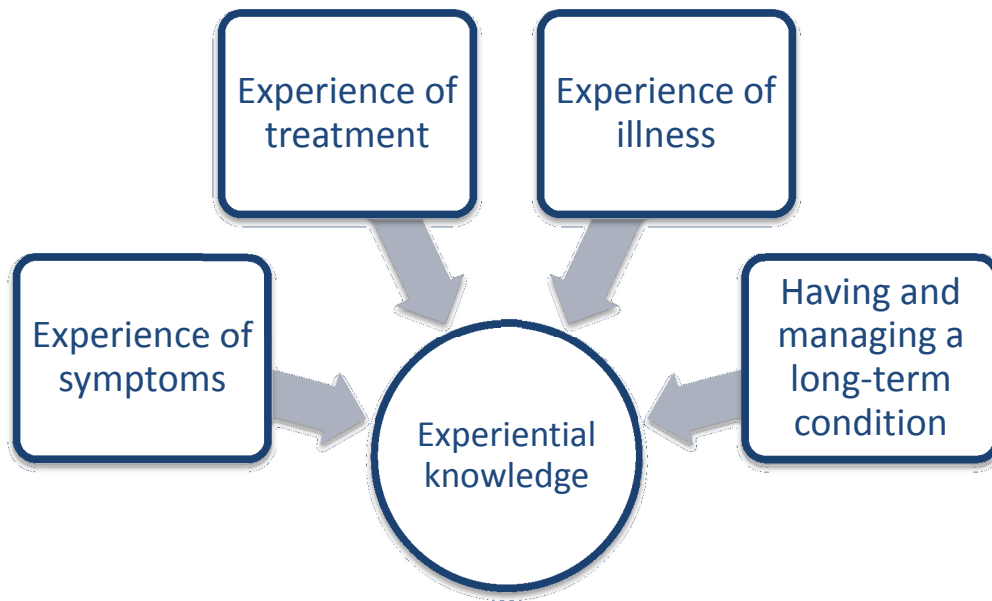 Experience of
treatment
Experience of
illness
Experience of
symptoms
Having and
managing a
long-term
condition
Experiential
knowledge